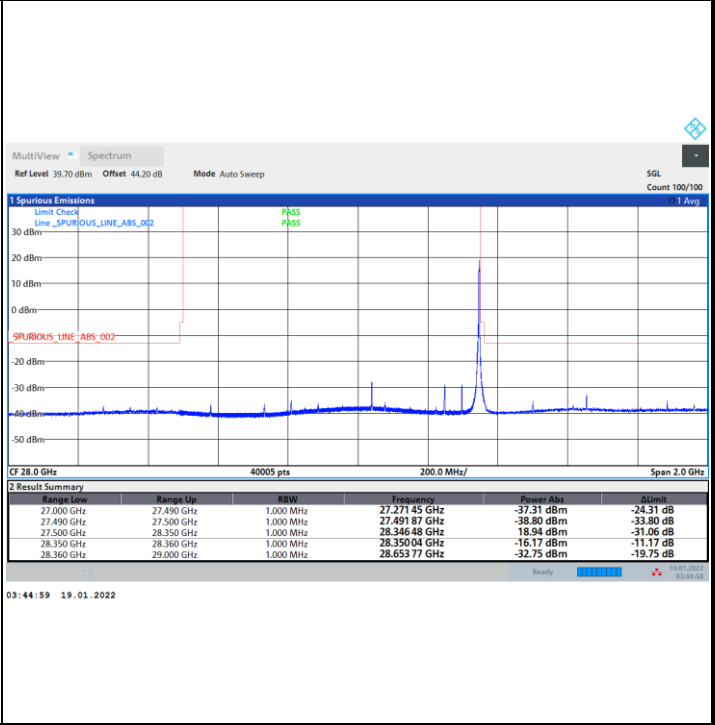 MultiView Spectrum
Ref Level 39.70 dBm Offset 44.20 dB Mode Auto Sweep SGL
Count 100/100
1 Spurious Emissions 1 Avg
Limit Check PASS
Line _SPURIOUS_LINE_ABS_002 PASS
30 dBm
20 dBm
10 dBm
0 dBm
_SPURIOUS_LINE_ABS_002
-20 dBm
-30 dBm
-40 dBm
-50 dBm
CF 28.0 GHz 40005 pts 200.0 MHz/ Span 2.0 GHz
2 Result Summary
Range Low Range Up RBW Frequency Power Abs ΔLimit
27.000 GHz 27.490 GHz 1.000 MHz 27.271 45 GHz -37.31 dBm -24.31 dB
27.490 GHz 27.500 GHz 1.000 MHz 27.491 87 GHz -38.80 dBm -33.80 dB
27.500 GHz 28.350 GHz 1.000 MHz 28.346 48 GHz 18.94 dBm -31.06 dB
28.350 GHz 28.360 GHz 1.000 MHz 28.350 04 GHz -16.17 dBm -11.17 dB
28.360 GHz 29.000 GHz 1.000 MHz 28.653 77 GHz -32.75 dBm -19.75 dB
Ready 19.01.2022
03:44:58
03:44:59 19.01.2022